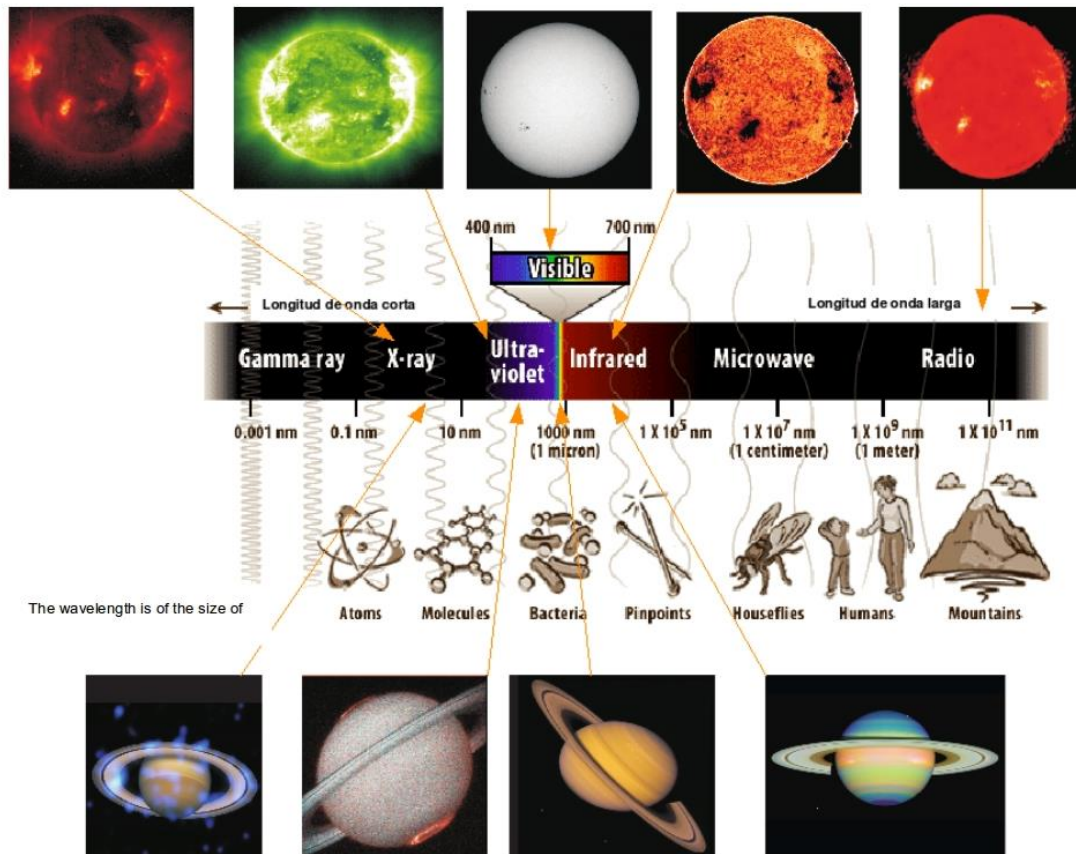 400 nm
700 nm
Visible
Longitud de onda corta
Longitud de onda larga
Gamma ray
X-ray
Ultra-
violet
Infrared
Microwave
Radio
0.001 nm
0.1 nm
10 nm
1000 nm
(1 micron)
1 X 10⁵ nm
1 X 10⁷ nm
(1 centimeter)
1 X 10⁹ nm
(1 meter)
1 X 10¹¹ nm
The wavelength is of the size of
Atoms
Molecules
Bacteria
Pinpoints
Houseflies
Humans
Mountains